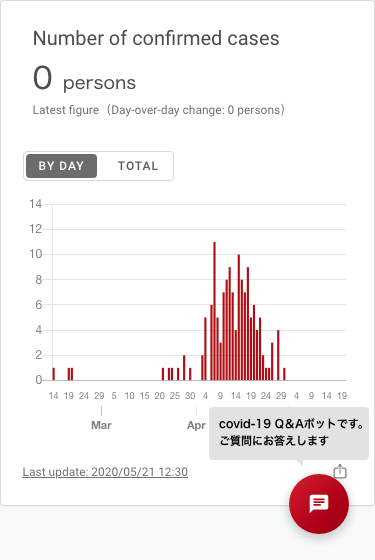 Number of confirmed cases
0 persons
Latest figure（Day-over-day change: 0 persons）
BY DAY TOTAL
14
12
10
8
6
4
2
0
14 19 24 29 5 10 15 20 25 30 4 9 14 19 24 29 4 9 14 19
Mar Apr
covid-19 Q&Aボットです。
ご質問にお答えします
Last update: 2020/05/21 12:30